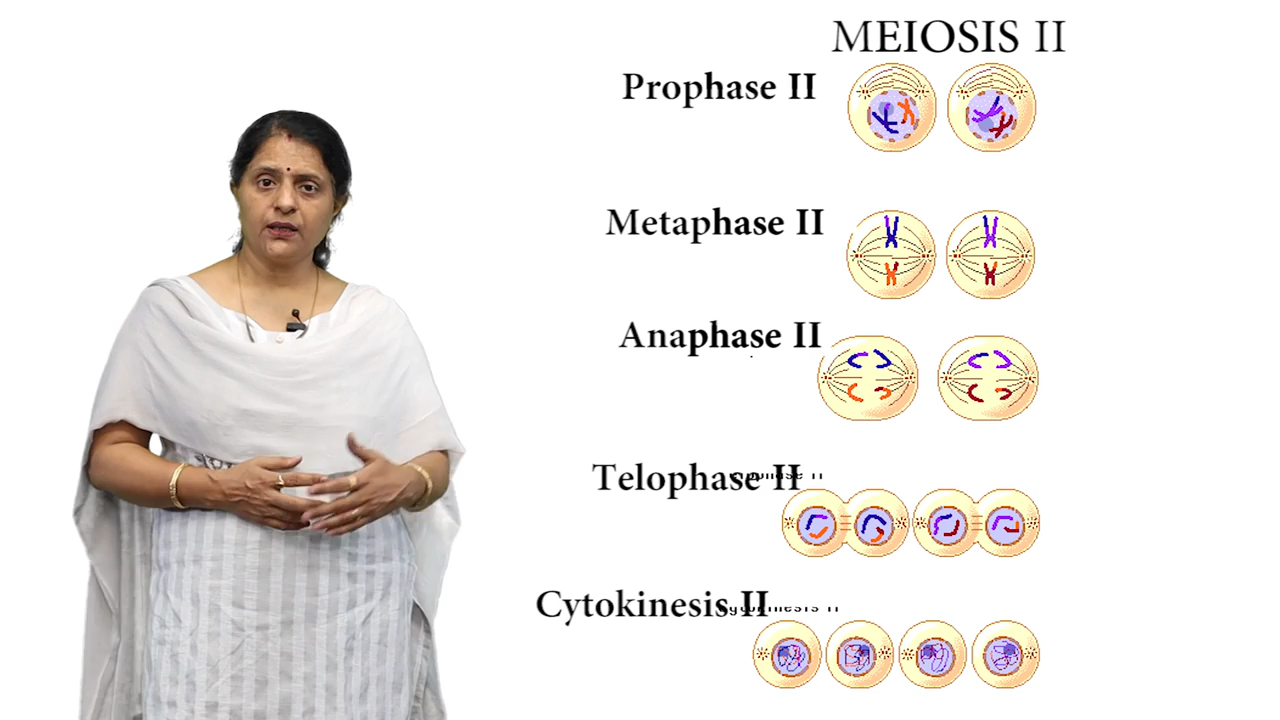 MEIOSIS II
Prophase II
Metaphase II
Anaphase II
Telophase II
Cytokinesis II